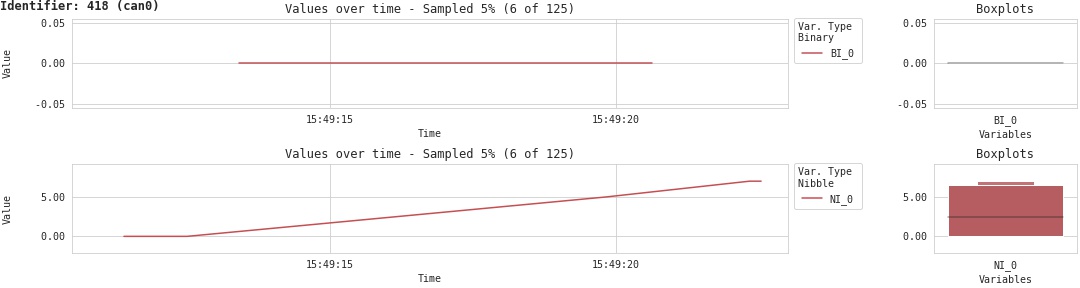 Identifier: 418 (can0)
Values over time - Sampled 5% (6 of 125)
Boxplots
Value
0.05
0.00
-0.05
15:49:15
15:49:20
Time
Var. Type
Binary
BI_0
0.05
0.00
-0.05
BI_0
Variables
Values over time - Sampled 5% (6 of 125)
Boxplots
Value
5.00
0.00
15:49:15
15:49:20
Time
Var. Type
Nibble
NI_0
5.00
0.00
NI_0
Variables